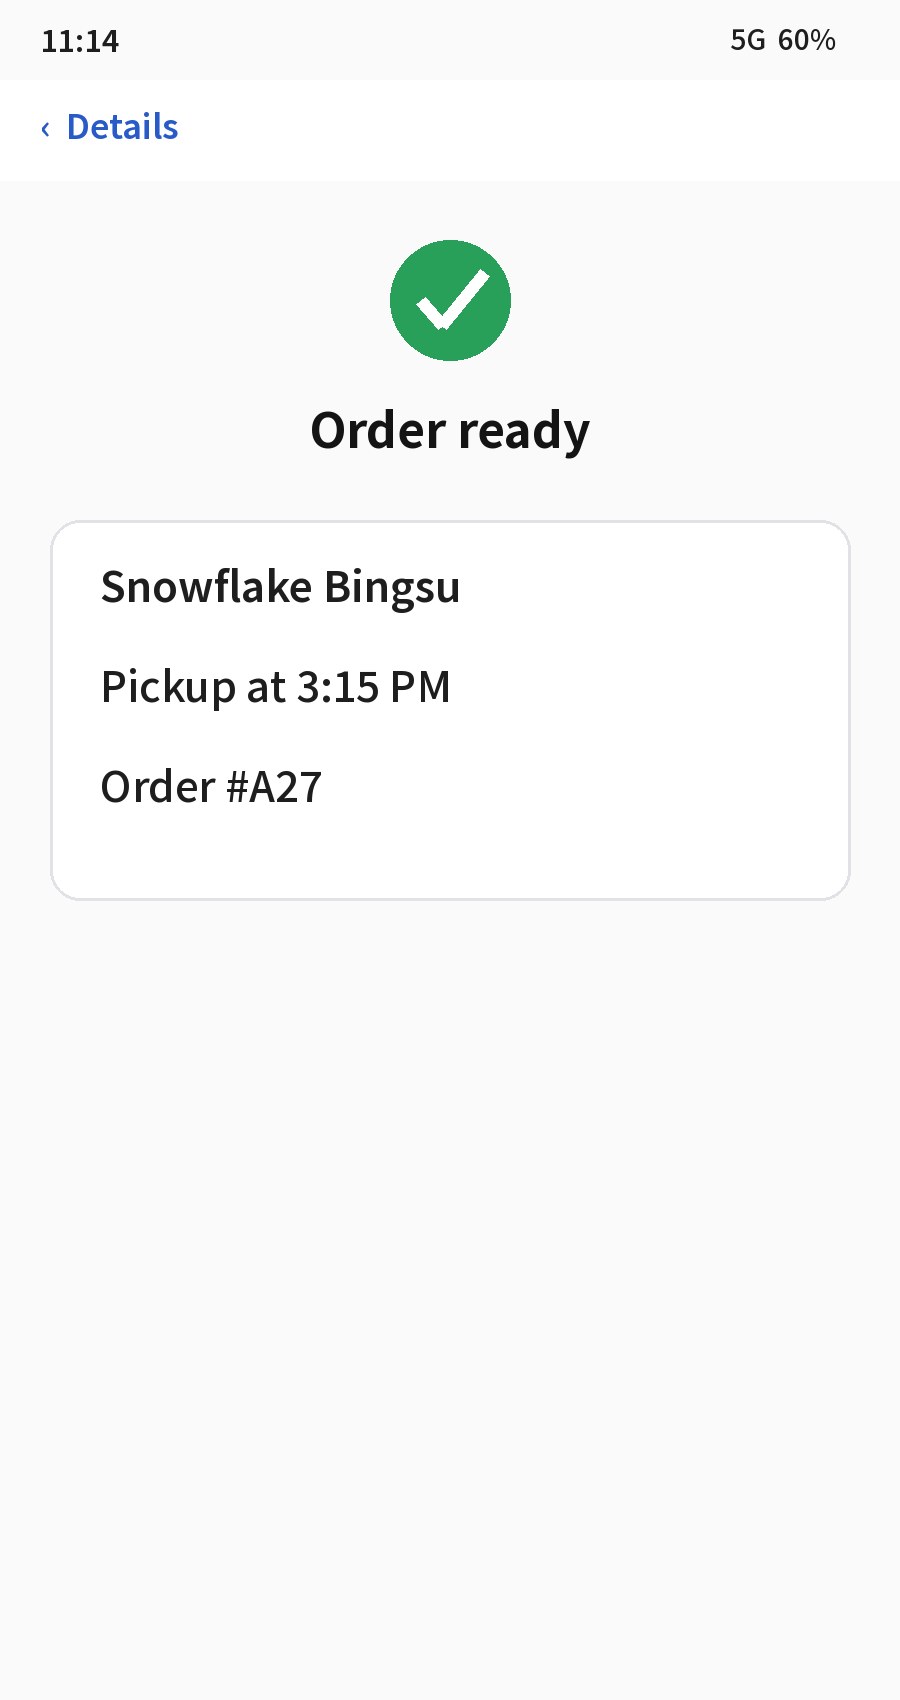 11:14 5G 60%
‹ Details
Order ready
Snowflake Bingsu
Pickup at 3:15 PM
Order #A27